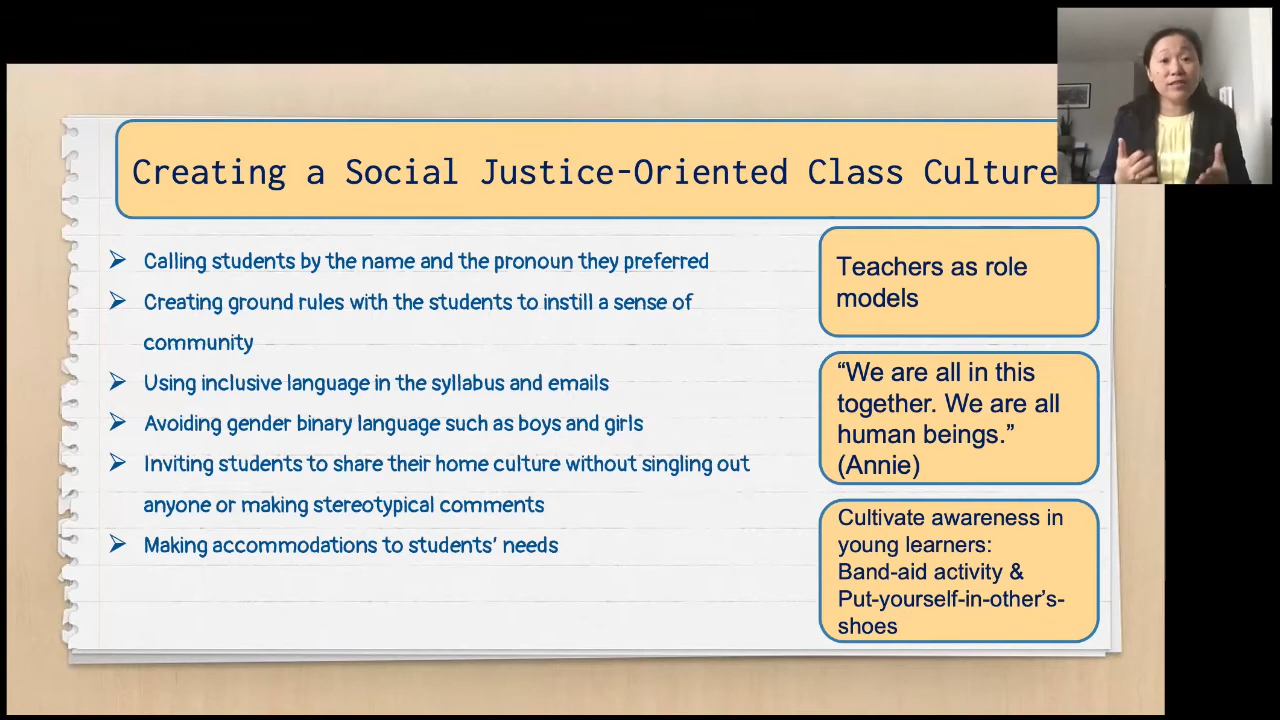 Creating a Social Justice-Oriented Class Culture
Calling students by the name and the pronoun they preferred
Creating ground rules with the students to instill a sense of
community
Using inclusive language in the syllabus and emails
Avoiding gender binary language such as boys and girls
Inviting students to share their home culture without singling out
anyone or making stereotypical comments
Making accommodations to students’ needs
Teachers as role
models
“We are all in this
together. We are all
human beings.”
(Annie)
Cultivate awareness in
young learners:
Band-aid activity &
Put-yourself-in-other’s-
shoes